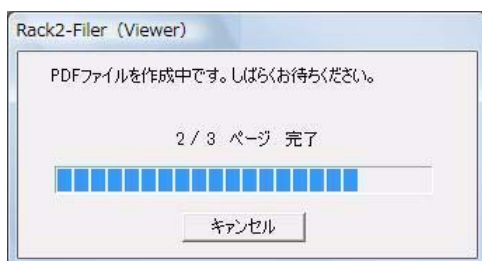 Rack2-Filer (Viewer)
PDFファイルを作成中です。しばらくお待ちください。
2 / 3 ページ 完了
キャンセル